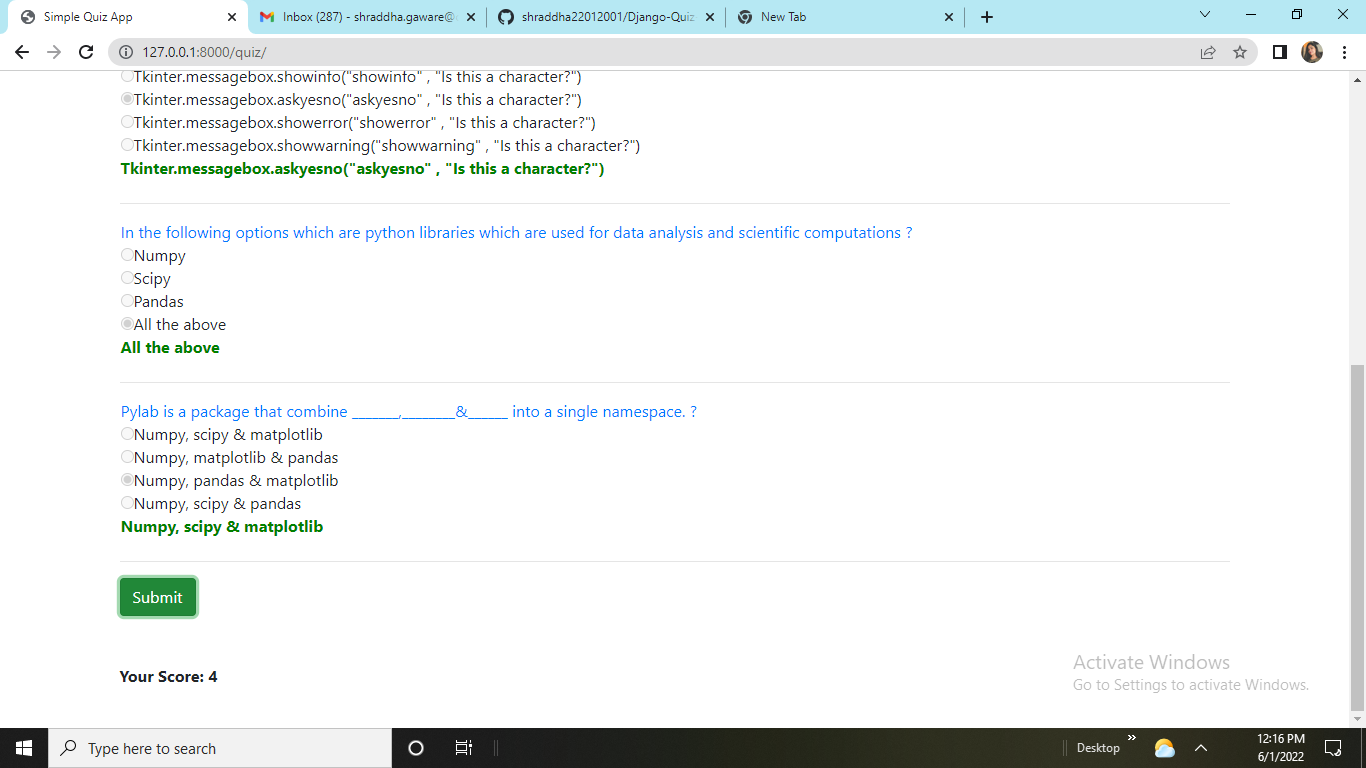 Simple Quiz App
Inbox (287) - shraddha.gaware@
shraddha22012001/Django-Quiz
New Tab
127.0.0.1:8000/quiz/
Tkinter.messagebox.showinfo("showinfo" , "Is this a character?")
Tkinter.messagebox.askyesno("askyesno" , "Is this a character?")
Tkinter.messagebox.showerror("showerror" , "Is this a character?")
Tkinter.messagebox.showwarning("showwarning" , "Is this a character?")
Tkinter.messagebox.askyesno("askyesno" , "Is this a character?")
In the following options which are python libraries which are used for data analysis and scientific computations ?
Numpy
Scipy
Pandas
All the above
All the above
Pylab is a package that combine _______,________&______ into a single namespace. ?
Numpy, scipy & matplotlib
Numpy, matplotlib & pandas
Numpy, pandas & matplotlib
Numpy, scipy & pandas
Numpy, scipy & matplotlib
Submit
Your Score: 4
Activate Windows
Go to Settings to activate Windows.
Type here to search
Desktop
12:16 PM
6/1/2022